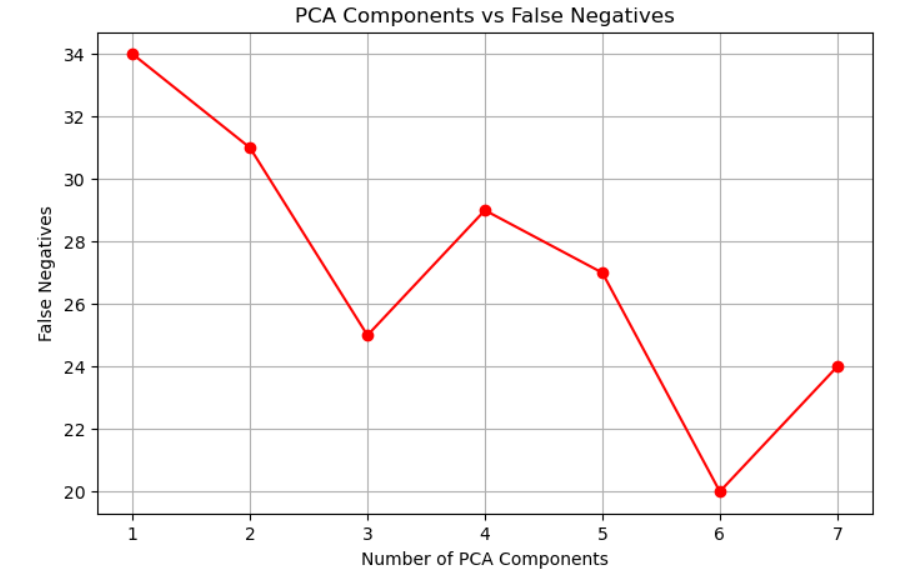 PCA Components vs False Negatives
34
32
30
28
26
24
22
20
False Negatives
1 2 3 4 5 6 7
Number of PCA Components